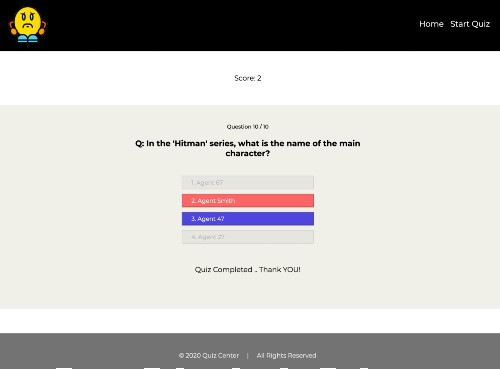 Home Start Quiz
Score: 2
Question 10 / 10
Q: In the 'Hitman' series, what is the name of the main
character?
1. Agent 67
2. Agent Smith
3. Agent 47
4. Agent 27
Quiz Completed .. Thank YOU!
© 2020 Quiz Center | All Rights Reserved